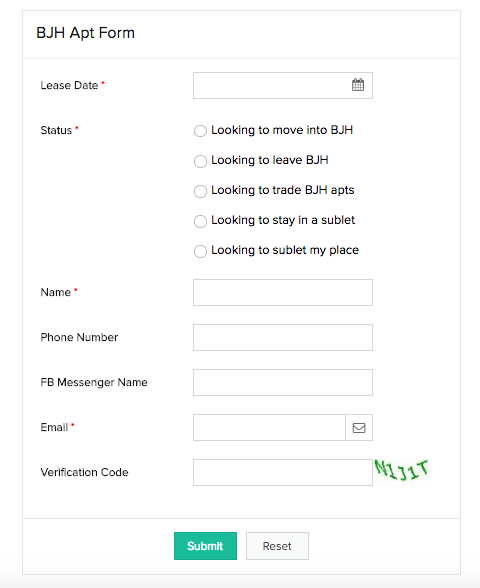 BJH Apt Form
Lease Date *
Status *
Looking to move into BJH
Looking to leave BJH
Looking to trade BJH apts
Looking to stay in a sublet
Looking to sublet my place
Name *
Phone Number
FB Messenger Name
Email *
Verification Code
Submit Reset